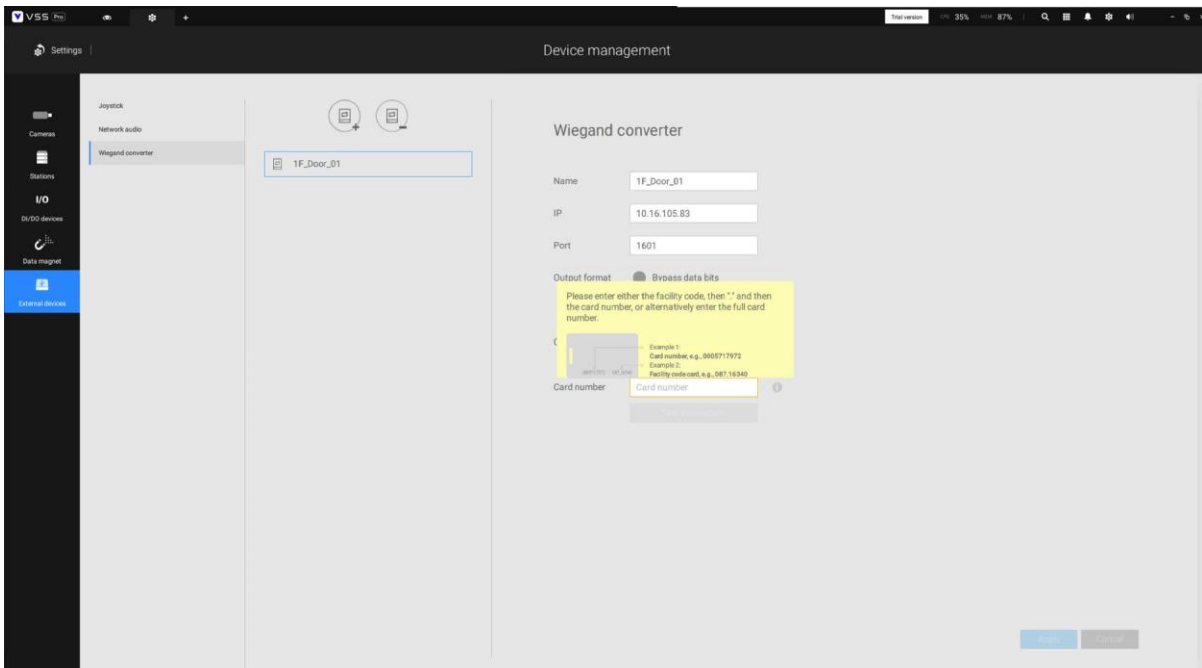 VSS Pro
Trial version
CPU 35% MEM 87%
Settings
Device management
Cameras
Stations
I/O
DI/DO devices
Data magnet
External devices
Joystick
Network audio
Wiegand converter
1F_Door_01
Wiegand converter
Name 1F_Door_01
IP 10.16.105.83
Port 1601
Output format Bypass data bits
Please enter either the facility code, then "." and then
the card number, or alternatively enter the full card
number.
Example 1:
Card number, e.g., 0005717972
Example 2:
Facility code card, e.g., 087.16340
Card number Card number
Apply Cancel